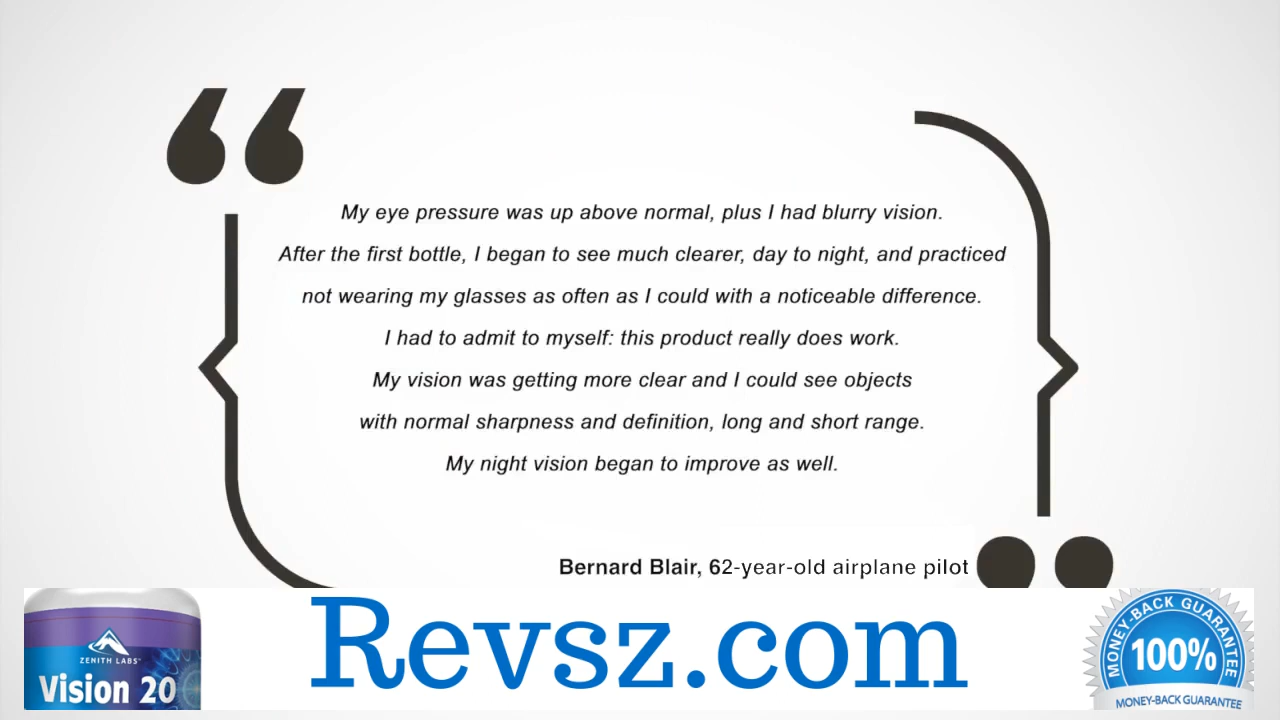 My eye pressure was up above normal, plus I had blurry vision.
After the first bottle, I began to see much clearer, day to night, and practiced
not wearing my glasses as often as I could with a noticeable difference.
I had to admit to myself: this product really does work.
My vision was getting more clear and I could see objects
with normal sharpness and definition, long and short range.
My night vision began to improve as well.
Bernard Blair, 62-year-old airplane pilot
ZENITH LABS™
Vision 20
Revsz.com
MONEY-BACK GUARANTEE
100%
MONEY-BACK GUARANTEE